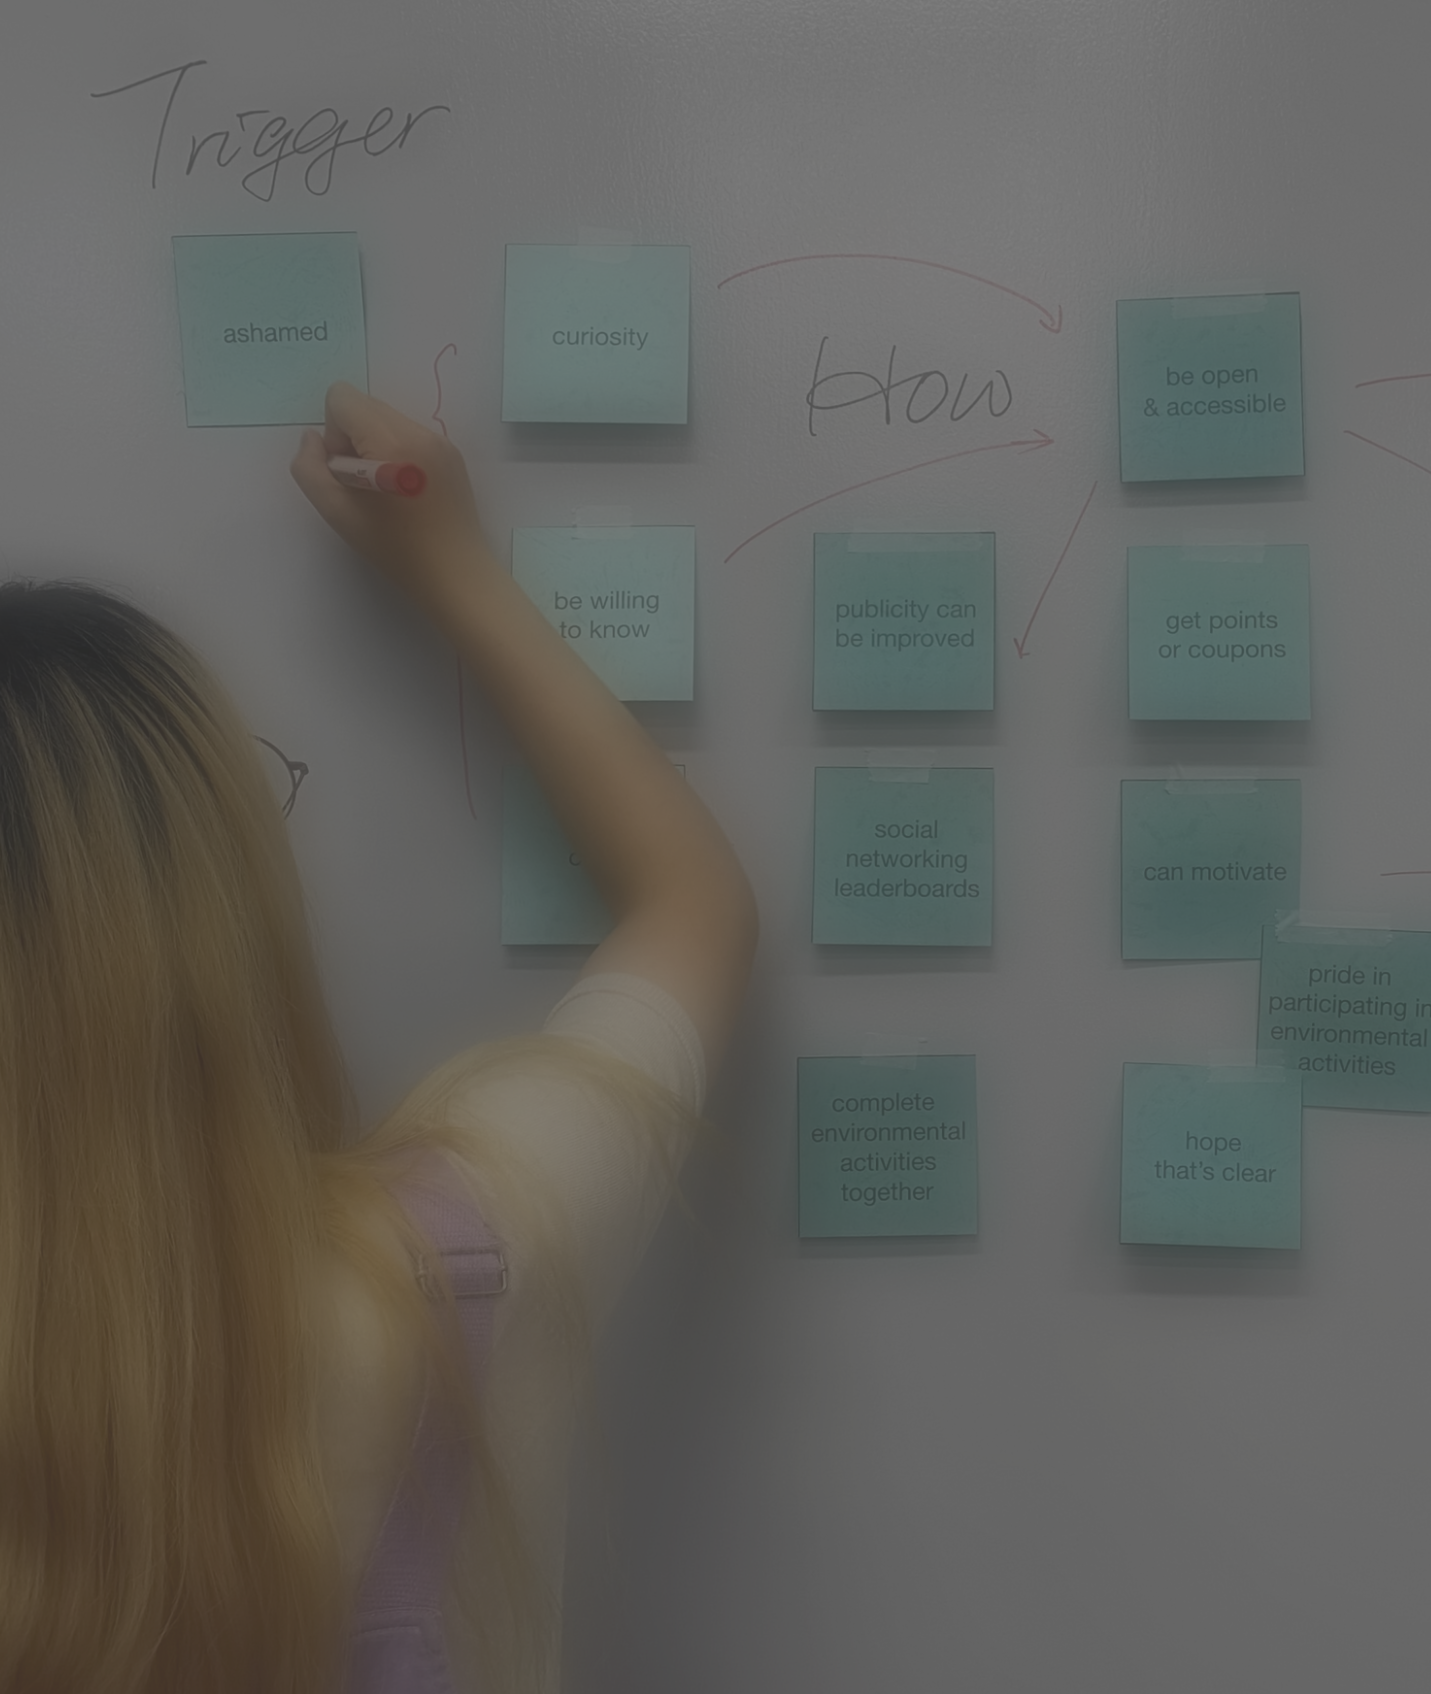 Trigger
ashamed
curiosity
How
be open
& accessible
be willing
to know
publicity can
be improved
get points
or coupons
social
networking
leaderboards
can motivate
pride in
participating in
environmental
activities
complete
environmental
activities
together
hope
that's clear